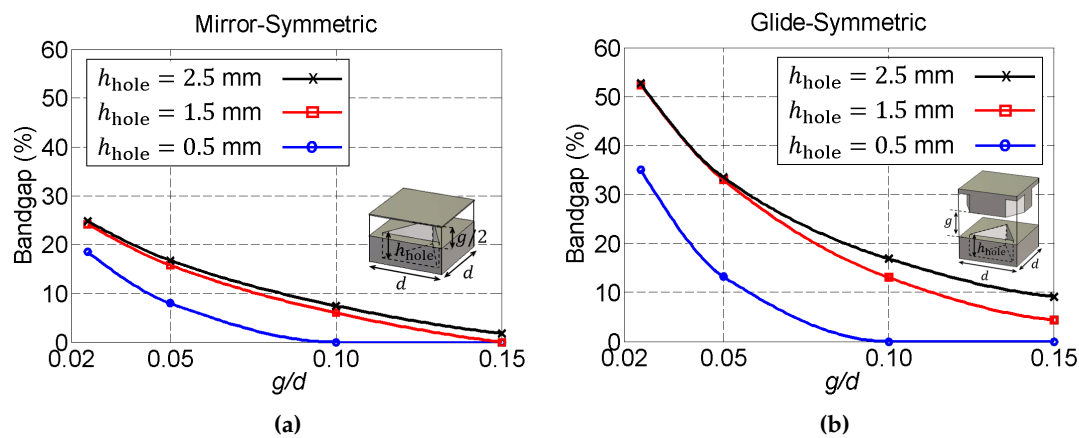 Mirror-Symmetric
Bandgap (%)
60
50
40
30
20
10
0
h_hole = 2.5 mm
h_hole = 1.5 mm
h_hole = 0.5 mm
h_hole
g/2
d
d
0.02
0.05
0.10
0.15
g/d
(a)
Glide-Symmetric
Bandgap (%)
60
50
40
30
20
10
0
h_hole = 2.5 mm
h_hole = 1.5 mm
h_hole = 0.5 mm
g
h_hole
d
d
0.02
0.05
0.10
0.15
g/d
(b)